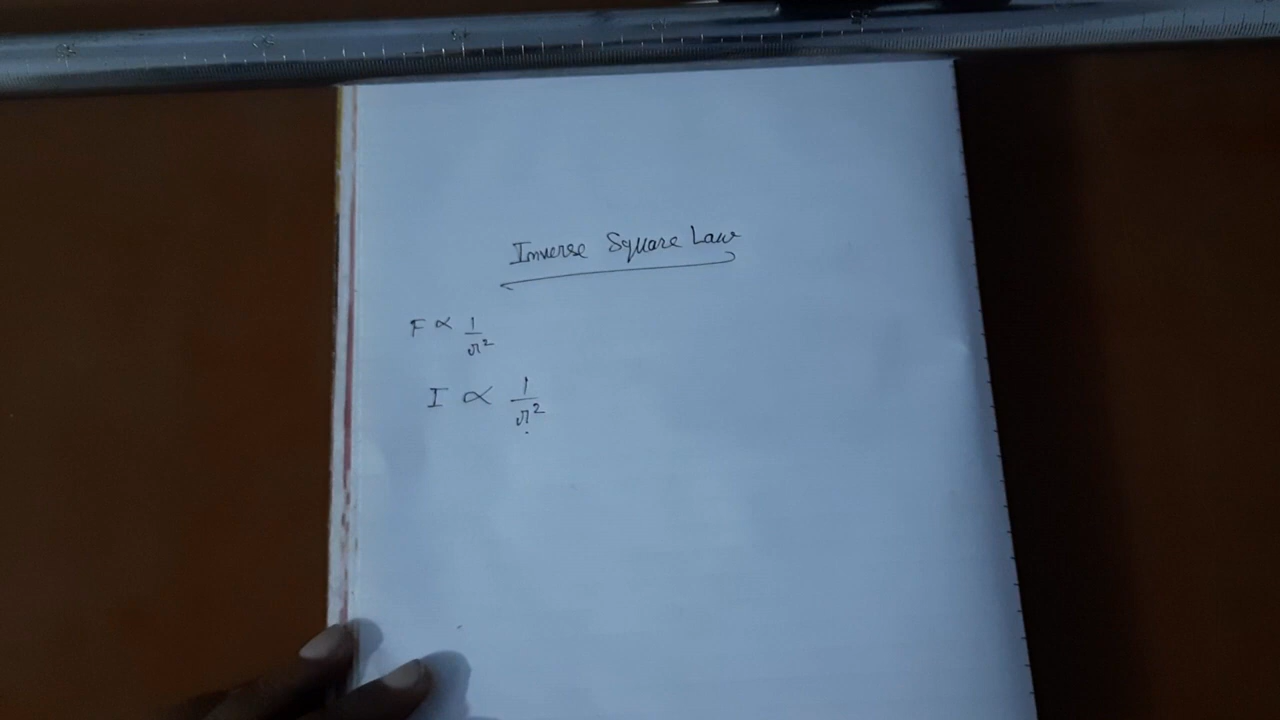 Inverse Square Law
F ∝ 1/r²
I ∝ 1/r²